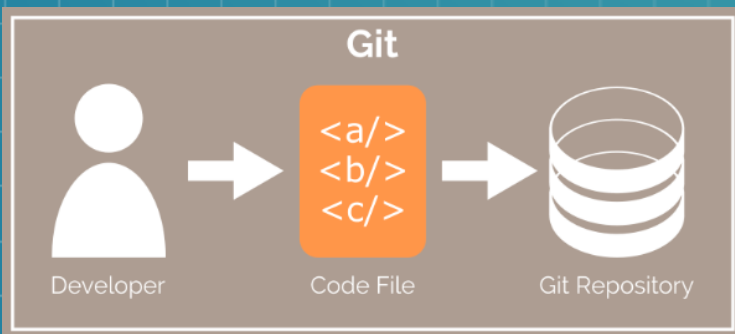 Git
<a/>
<b/>
<c/>
Developer
Code File
Git Repository